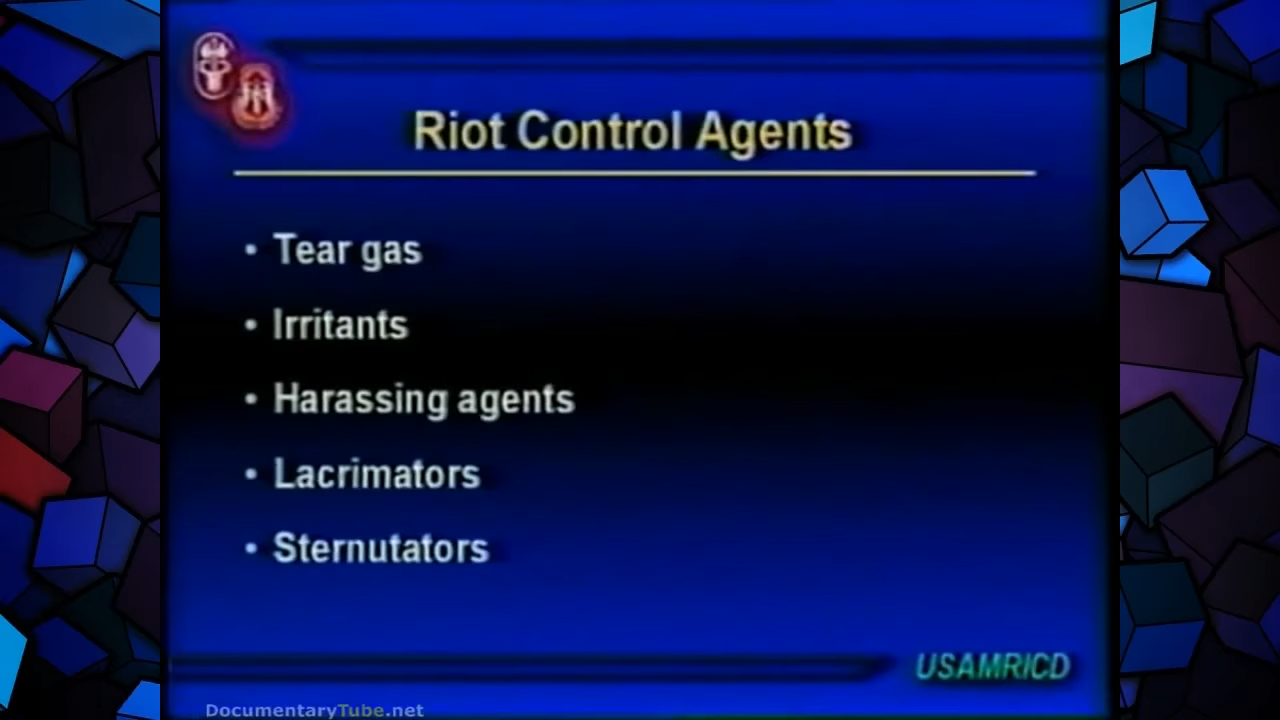 Riot Control Agents
• Tear gas
• Irritants
• Harassing agents
• Lacrimators
• Sternutators
USAMRICD
DocumentaryTube.net